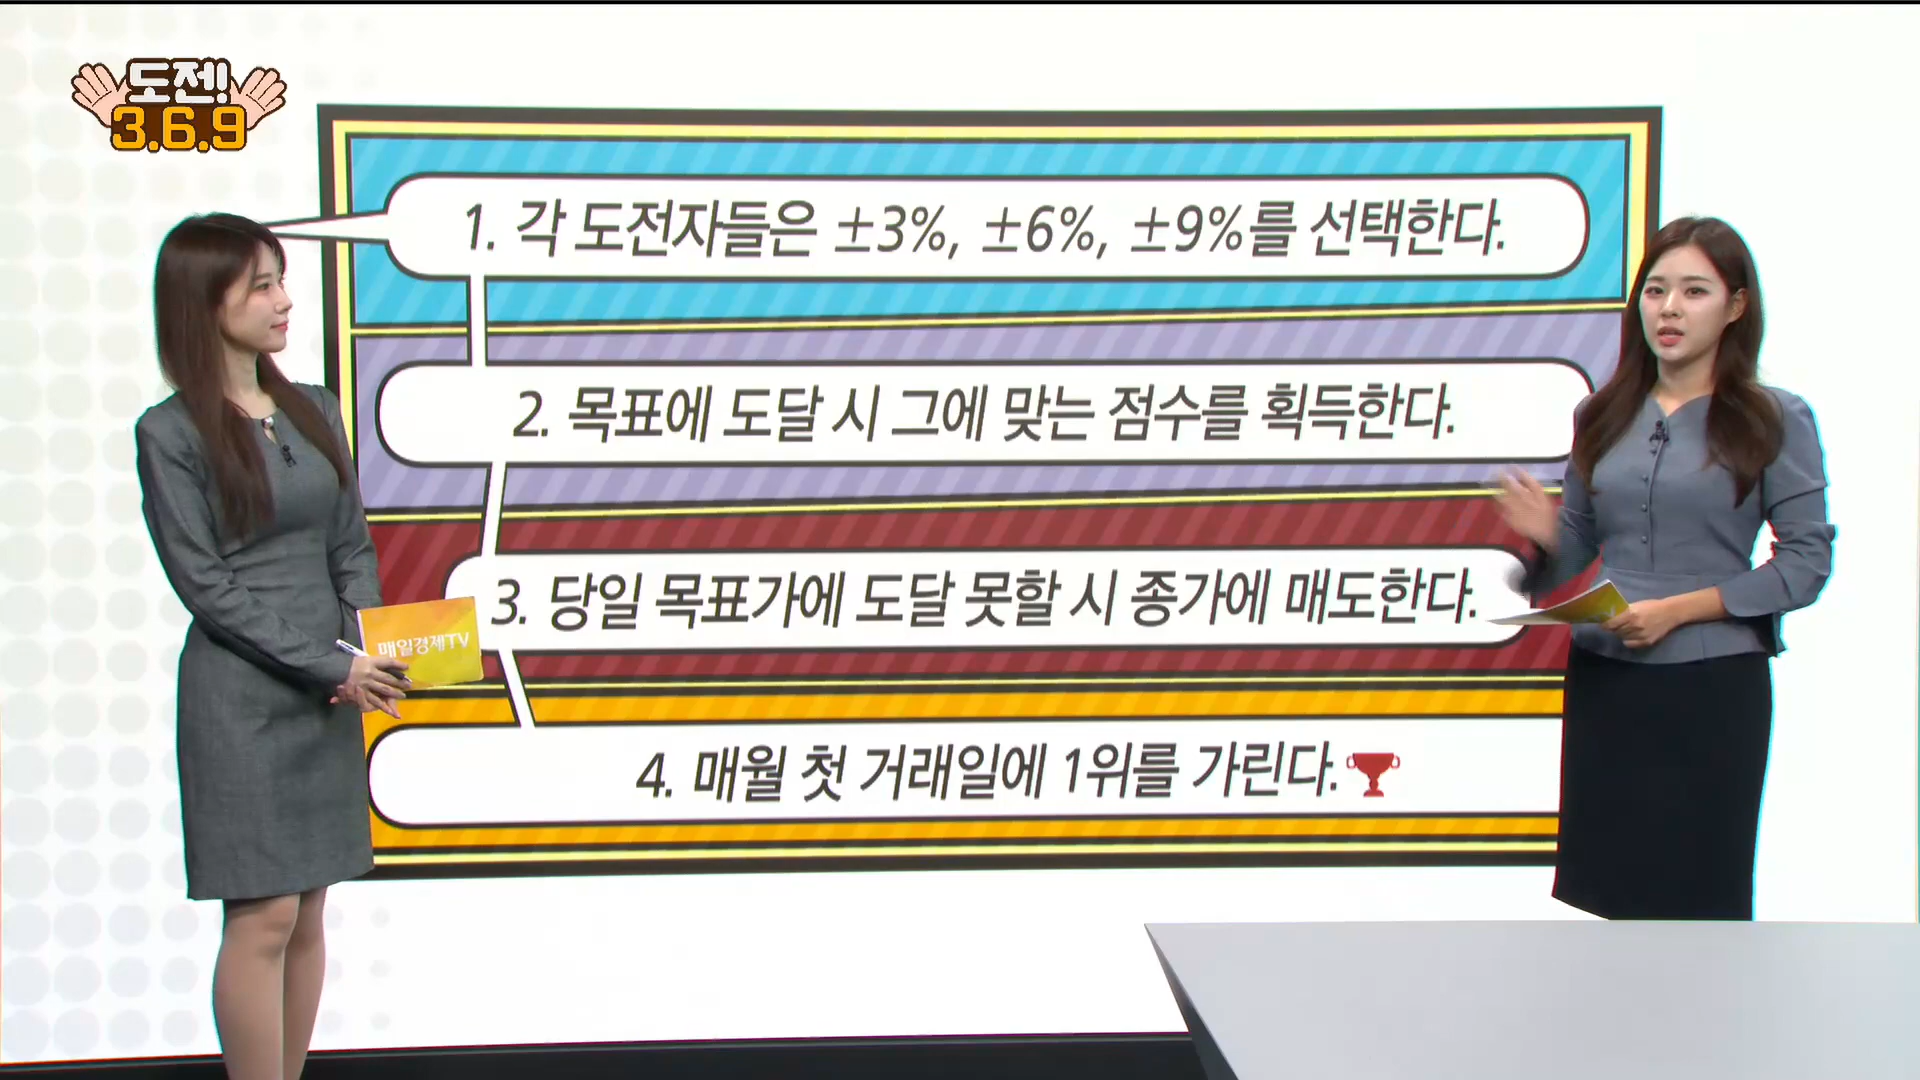 도전!
3.6.9
1. 각 도전자들은 ±3%, ±6%, ±9%를 선택한다.
2. 목표에 도달 시 그에 맞는 점수를 획득한다.
3. 당일 목표가에 도달 못할 시 종가에 매도한다.
매일경제TV
4. 매월 첫 거래일에 1위를 가린다.